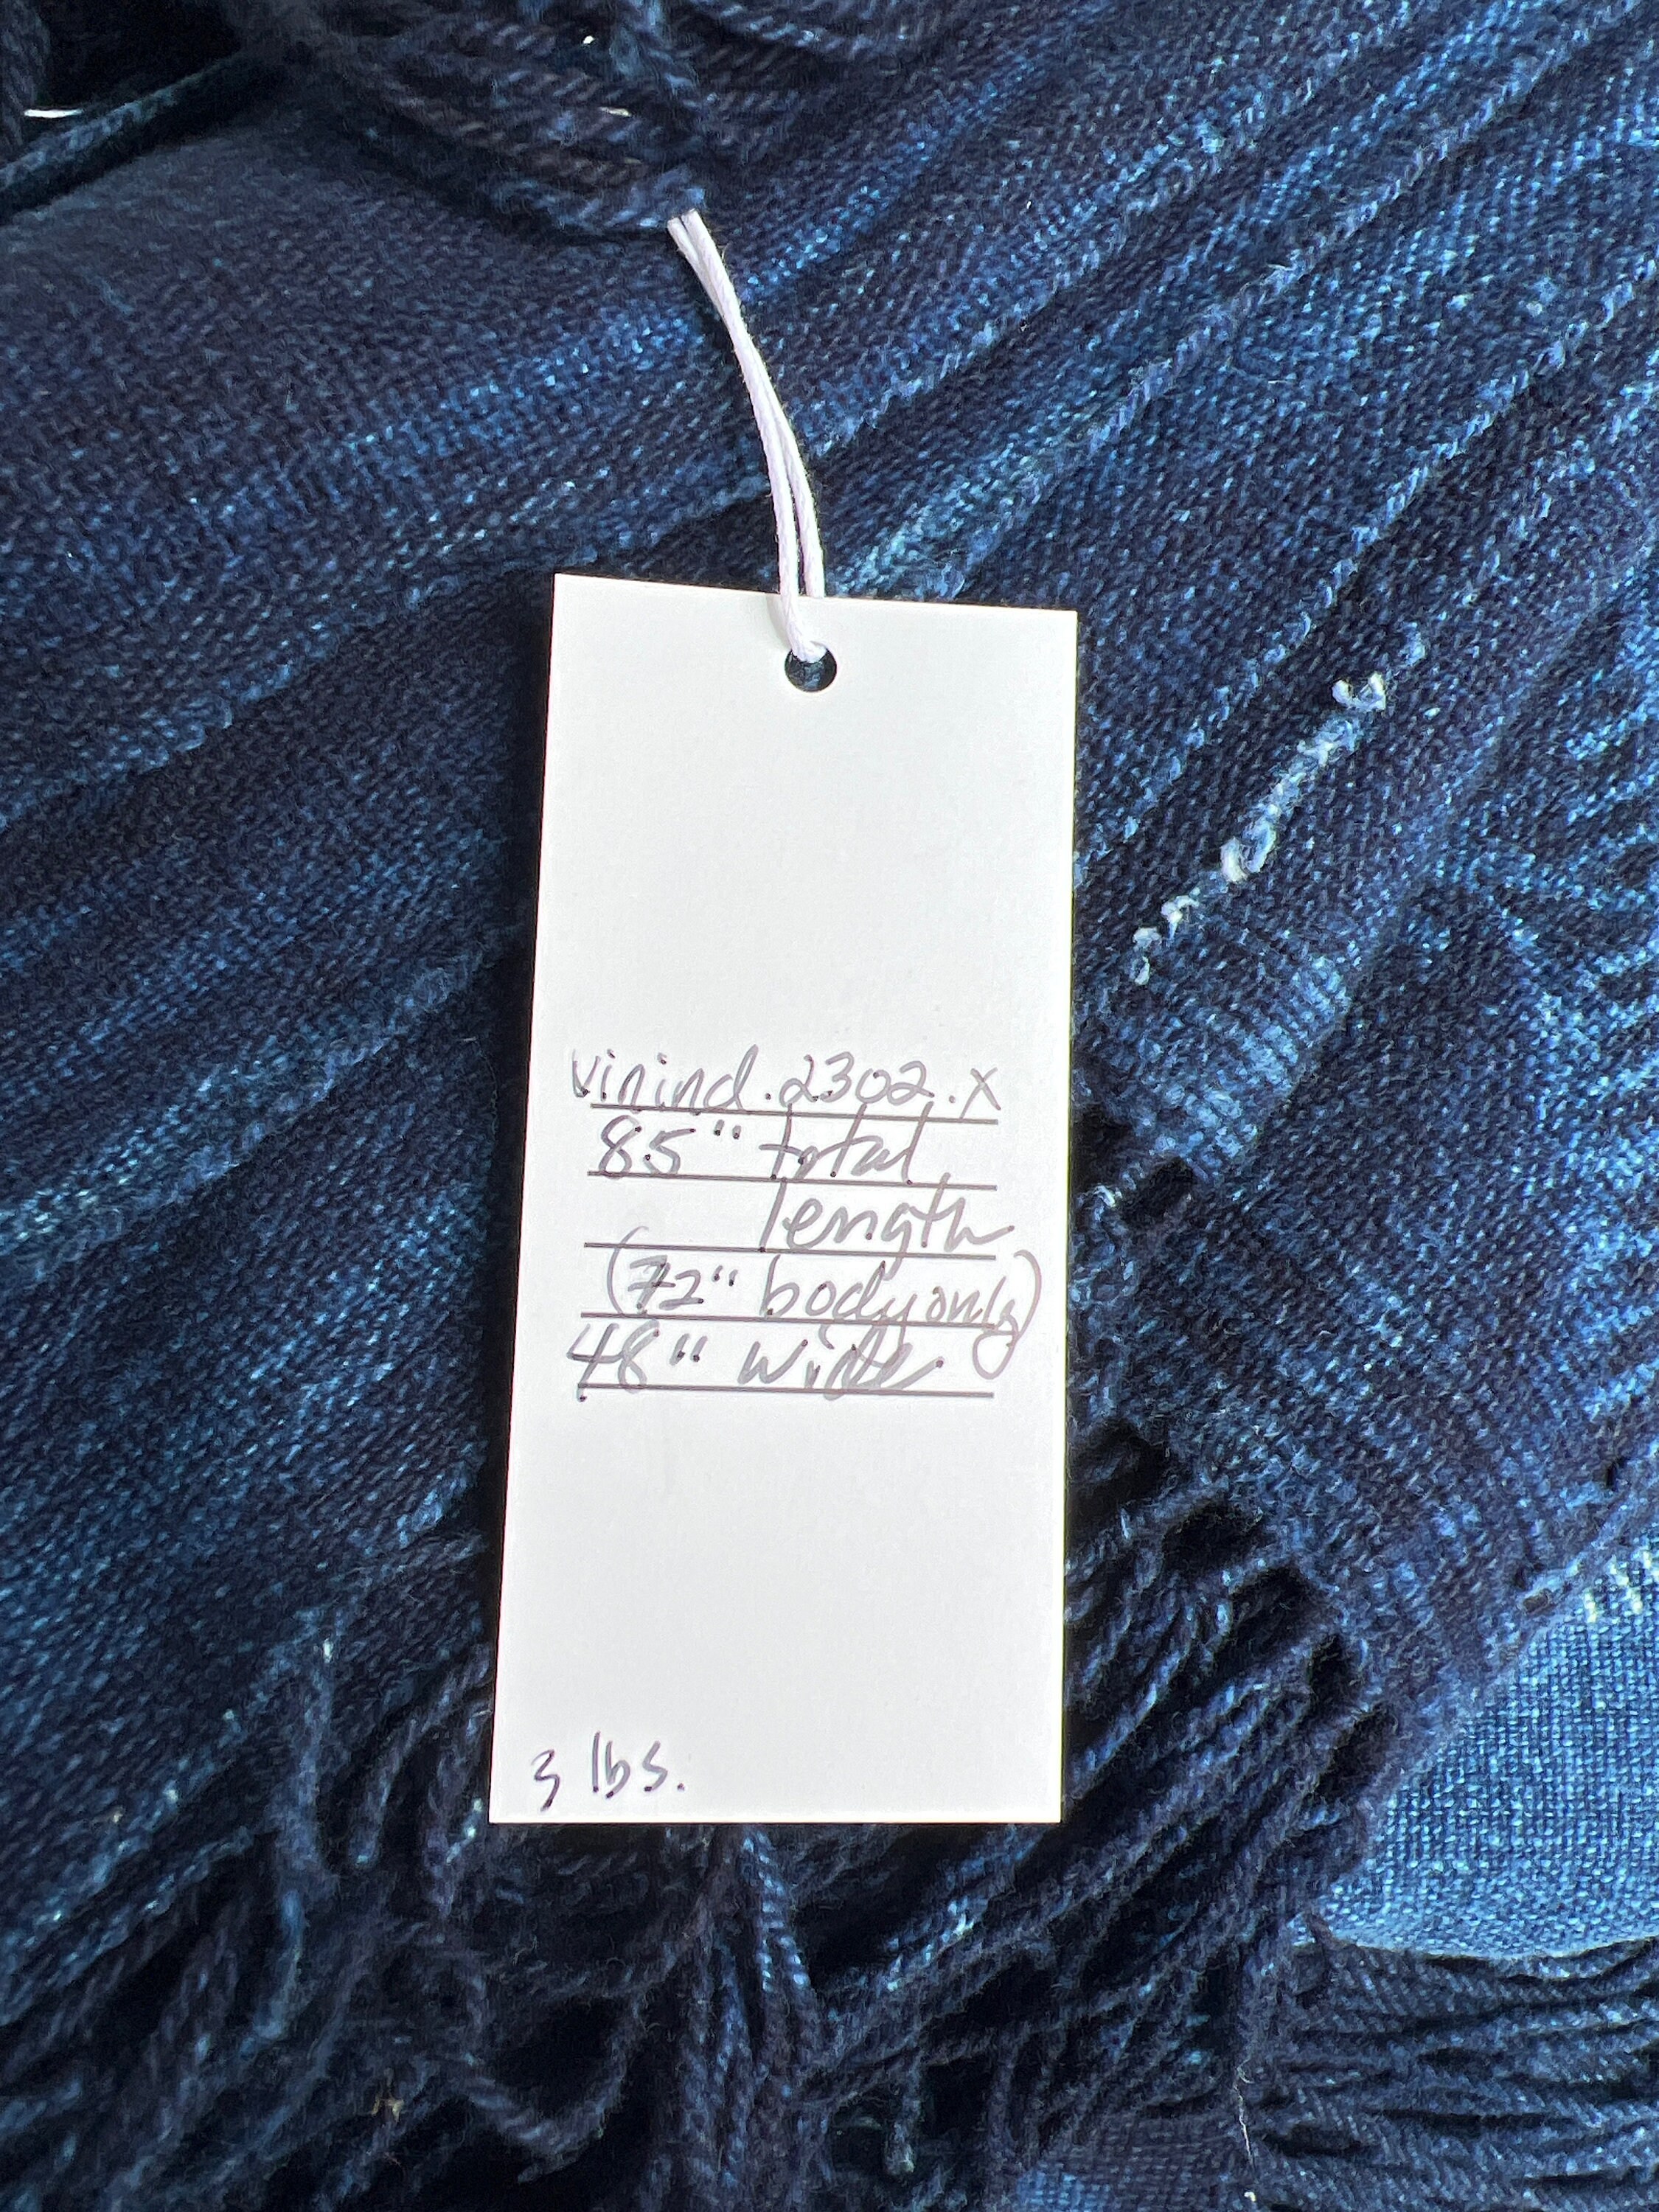 vinind.2302.x
85" total
length
(72" body only)
48" wide
3 lbs.